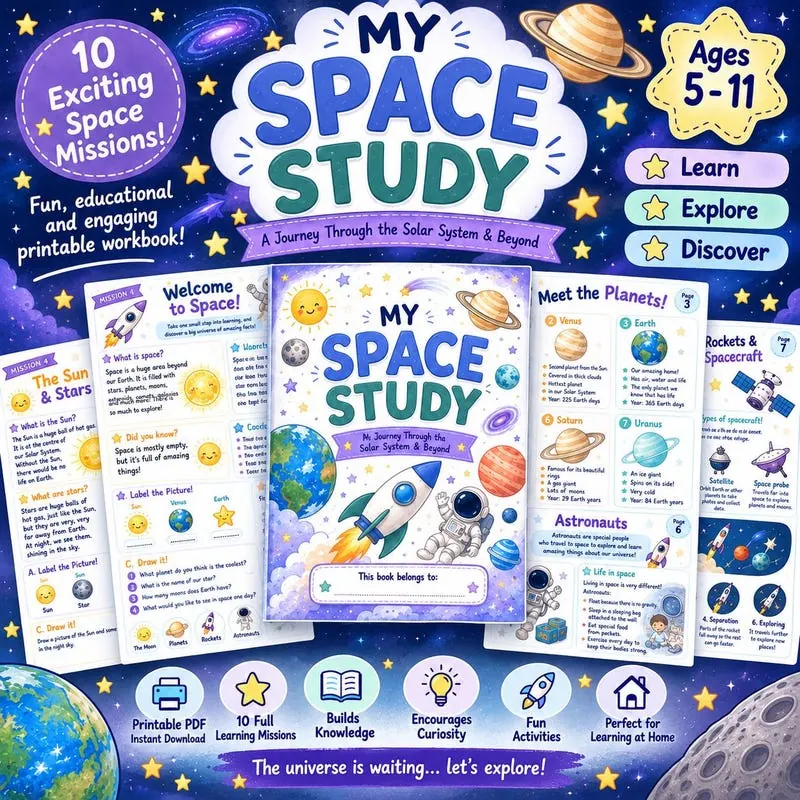 MY
SPACE
STUDY
A Journey Through the Solar System & Beyond
10
Exciting
Space
Missions!
Fun, educational
and engaging
printable workbook!
Ages
5-11
Learn
Explore
Discover
MISSION 4
The Sun
& Stars
What is the Sun?
The Sun is a huge ball of hot gas.
It is at the centre of
our Solar System.
Without the Sun,
there would be no
life on Earth.
What are stars?
Stars are huge balls of
hot gas, just like the Sun,
but they are very, very
far away from Earth.
At night, we see them
shining in the sky.
A. Label the Picture!
Sun
Star
C. Draw it!
Draw a picture of the Sun and some
in the night sky.
MISSION 4
Welcome
to Space!
Take one small step into learning, and
discover a big universe of amazing facts!
What is space?
Space is a huge area beyond
our Earth. It is filled with
stars, planets, moons,
asteroids, comets, galaxies
and much more! There is
so much to explore!
Did you know?
Space is mostly empty,
but it's full of amazing
things!
A. Label the Picture!
Sun
Venus
Earth
C. Draw it!
1 What planet do you think is the coolest?
2 What is the name of our star?
3 How many moons does Earth have?
4 What would you like to see in space one day?
The Moon
Planets
Rockets
Astronauts
MY
SPACE
STUDY
Journey Through the
Solar System & Beyond
This book belongs to:
Meet the Planets!
Page
3
2 Venus
Second planet from the Sun
Covered in thick clouds
Hottest planet
in our Solar System
Year: 225 Earth days
3 Earth
Our amazing home!
Has air, water and life
The only planet we
know that has life
Year: 365 Earth days
6 Saturn
Famous for its beautiful
rings
A gas giant
Lots of moons
Year: 29 Earth years
7 Uranus
An ice giant
Spins on its side!
Very cold
Year: 84 Earth years
Astronauts
Page
6
Astronauts are special people
who travel to space to explore and learn
amazing things about our universe!
Life in space
Living in space is very different!
Astronauts:
Float because there is no gravity.
Sleep in a sleeping bag
attached to the wall
Eat special food
from packets.
Exercise every day to
keep their bodies strong.
Rockets &
Spacecraft
Page
7
Types of spacecraft!
Satellite
Orbit Earth or other
planets to take
photos and collect
data.
Space probe
Travels far into
space to explore
planets and moons.
4. Separation
Parts of the rocket
fall away so the rest
can go faster.
6. Exploring
It travels further
to explore new
places!
Printable PDF
Instant Download
10 Full
Learning Missions
Builds
Knowledge
Encourages
Curiosity
Fun
Activities
Perfect for
Learning at Home
The universe is waiting... let's explore!